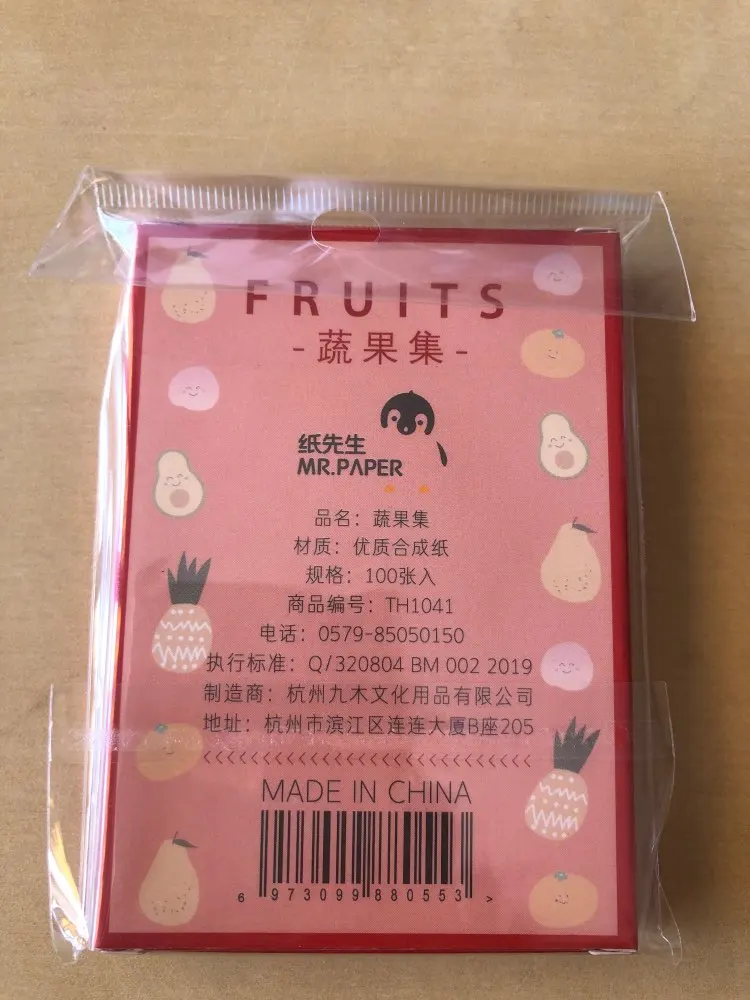 FRUITS
-蔬果集-
纸先生
MR.PAPER
品名：蔬果集
材质：优质合成纸
规格：100张入
商品编号：TH1041
电话：0579-85050150
执行标准：Q/320804 BM 002 2019
制造商：杭州九木文化用品有限公司
地址：杭州市滨江区连连大厦B座205
MADE IN CHINA
6 973099 880553 >